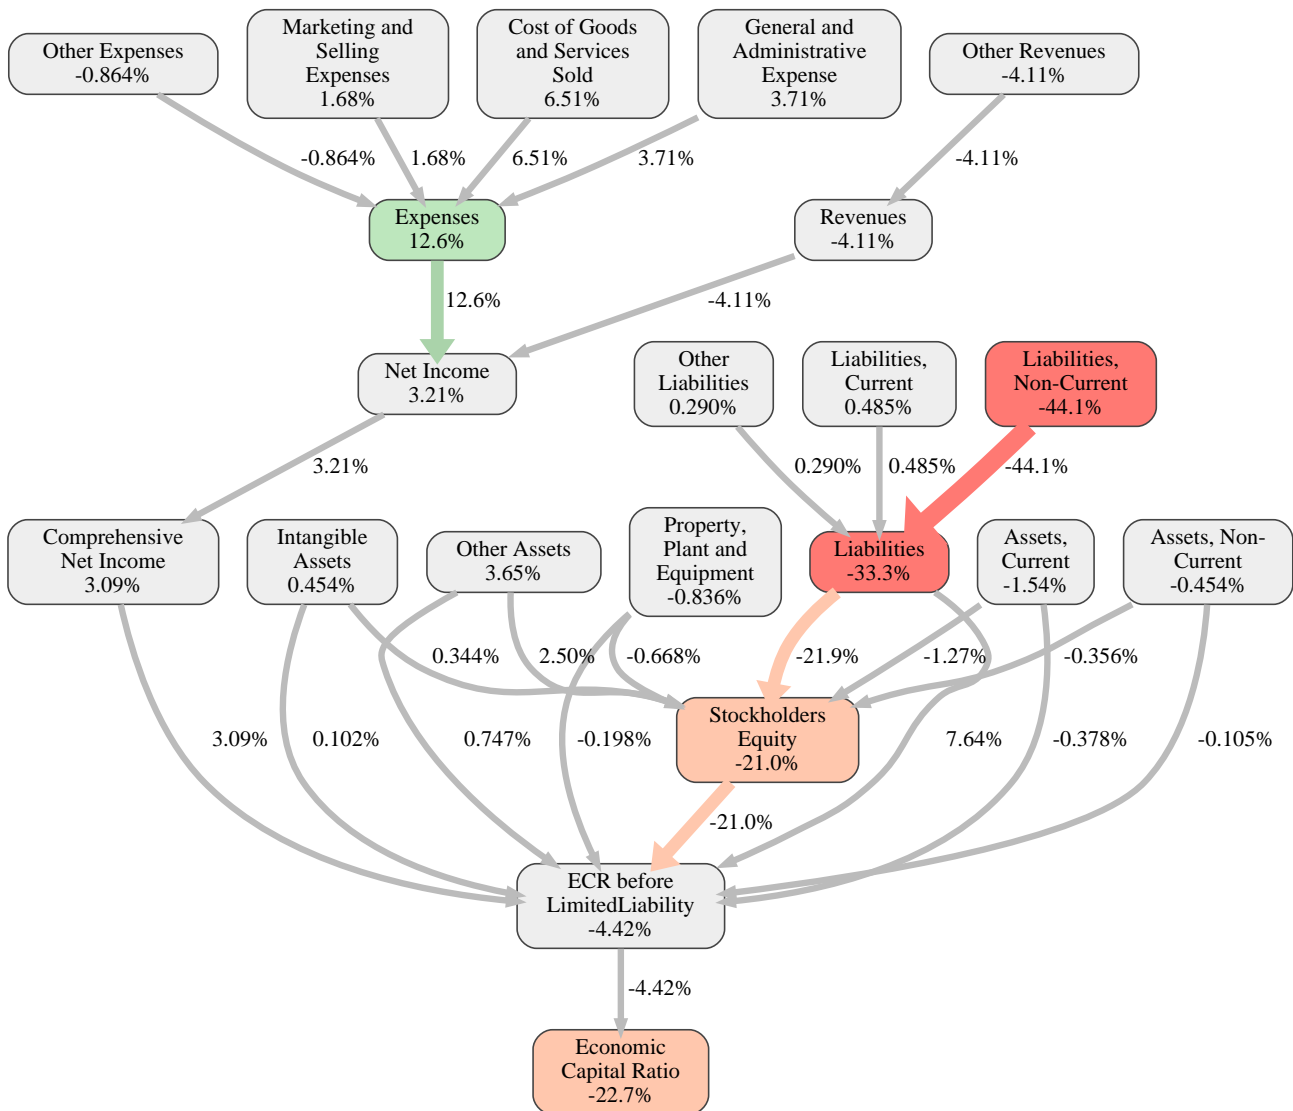 Other Expenses
-0.864%
Marketing and
Selling
Expenses
1.68%
Cost of Goods
and Services
Sold
6.51%
General and
Administrative
Expense
3.71%
Other Revenues
-4.11%
-0.864%
1.68%
6.51%
3.71%
-4.11%
Expenses
12.6%
Revenues
-4.11%
12.6%
-4.11%
Net Income
3.21%
Other
Liabilities
0.290%
Liabilities,
Current
0.485%
Liabilities,
Non-Current
-44.1%
3.21%
0.290%
0.485%
-44.1%
Comprehensive
Net Income
3.09%
Intangible
Assets
0.454%
Other Assets
3.65%
Property,
Plant and
Equipment
-0.836%
Liabilities
-33.3%
Assets,
Current
-1.54%
Assets, Non-
Current
-0.454%
0.344%
2.50%
-0.668%
-21.9%
-1.27%
-0.356%
Stockholders
Equity
-21.0%
3.09%
0.102%
0.747%
-0.198%
7.64%
-0.378%
-0.105%
-21.0%
ECR before
LimitedLiability
-4.42%
-4.42%
Economic
Capital Ratio
-22.7%